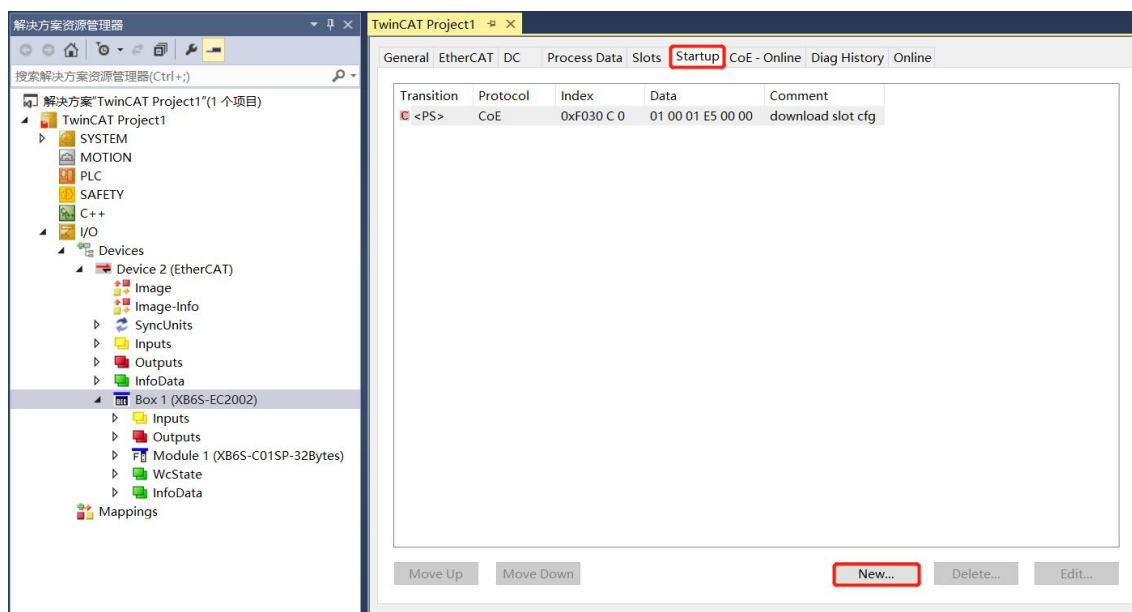 解决方案资源管理器
搜索解决方案资源管理器(Ctrl+;)
解决方案"TwinCAT Project1"(1 个项目)
TwinCAT Project1
SYSTEM
MOTION
PLC
SAFETY
C++
I/O
Devices
Device 2 (EtherCAT)
Image
Image-Info
SyncUnits
Inputs
Outputs
InfoData
Box 1 (XB6S-EC2002)
Inputs
Outputs
Module 1 (XB6S-C01SP-32Bytes)
WcState
InfoData
Mappings
TwinCAT Project1
General EtherCAT DC Process Data Slots Startup CoE - Online Diag History Online
Transition Protocol Index Data Comment
C <PS> CoE 0xF030 C 0 01 00 01 E5 00 00 download slot cfg
Move Up Move Down New... Delete... Edit...